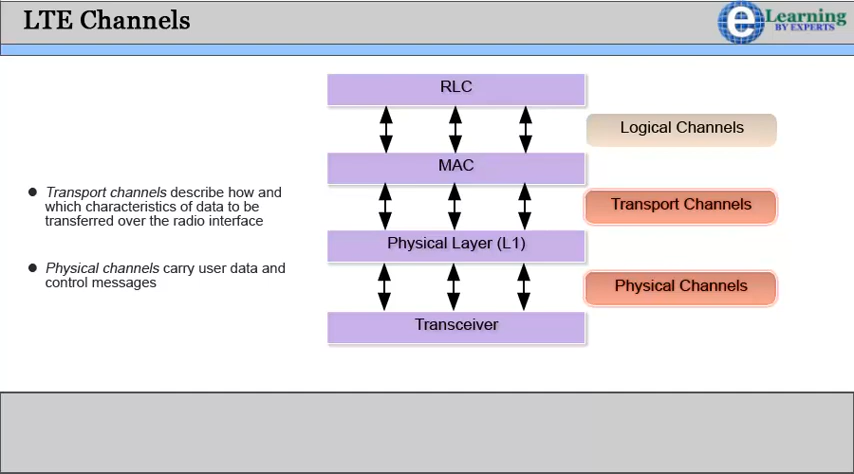 LTE Channels
e Learning
BY EXPERTS
RLC
Logical Channels
MAC
Transport channels describe how and
which characteristics of data to be
transferred over the radio interface
Transport Channels
Physical Layer (L1)
Physical channels carry user data and
control messages
Physical Channels
Transceiver